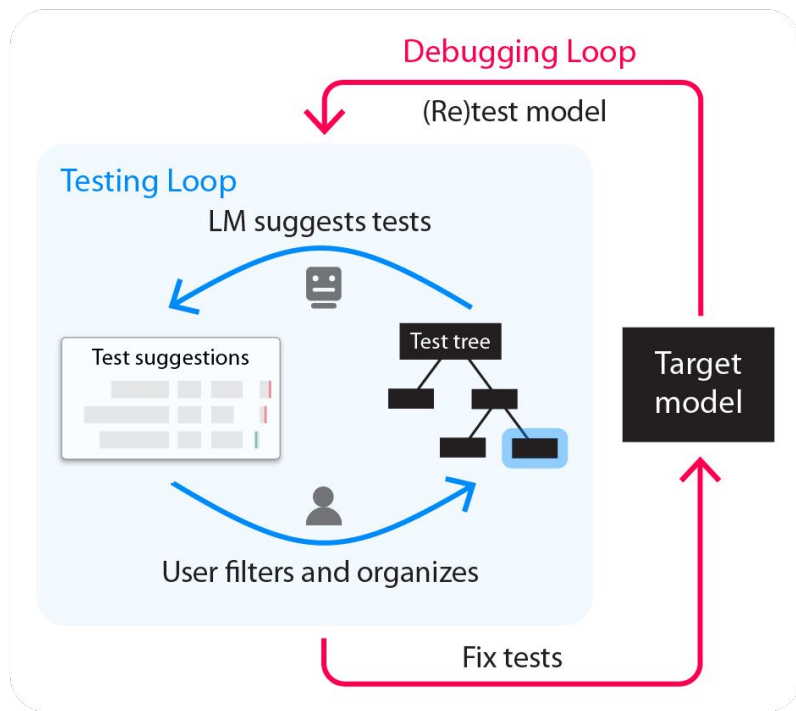 Debugging Loop
(Re)test model
Testing Loop
LM suggests tests
Test suggestions
Test tree
Target
model
User filters and organizes
Fix tests